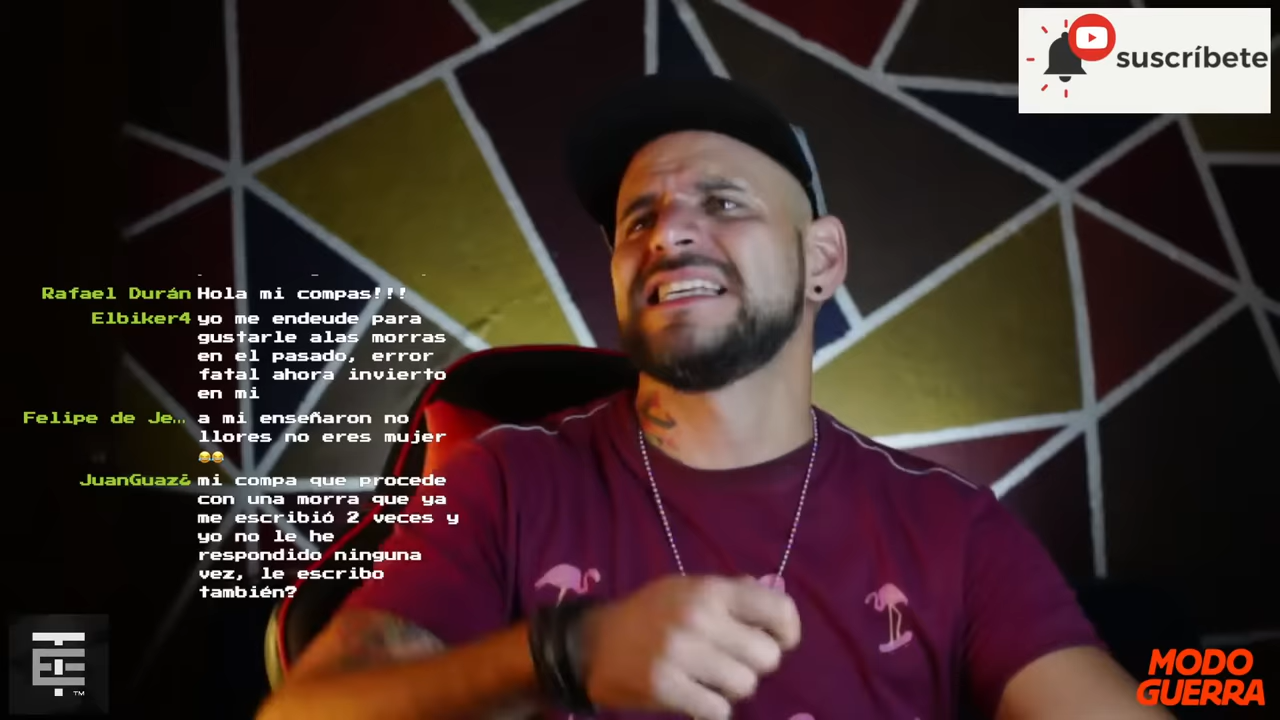 suscríbete
Rafael Durán Hola mi compas!!!
Elbiker4 yo me endeude para
gustarle alas morras
en el pasado, error
fatal ahora invierto
en mi
Felipe de Je… a mi enseñaron no
llores no eres mujer
😂😂
JuanGuaz¿ mi compa que procede
con una morra que ya
me escribió 2 veces y
yo no le he
respondido ninguna
vez, le escribo
también?
TM
MODO
GUERRA